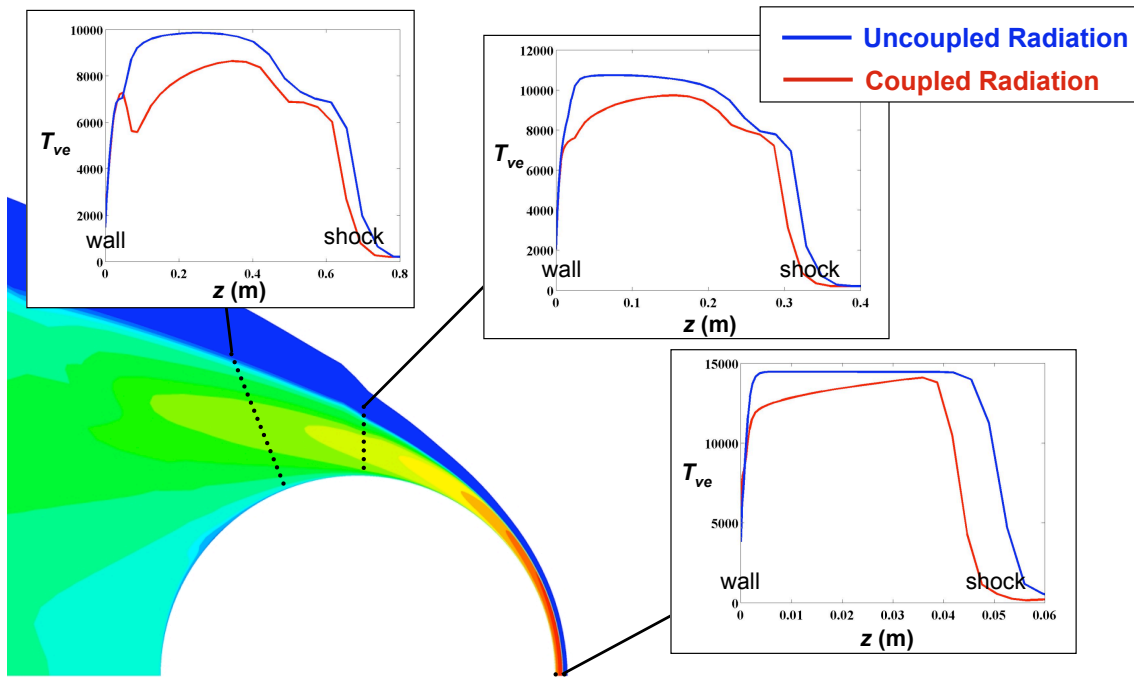 Uncoupled Radiation
Coupled Radiation
10000
8000
6000
4000
2000
0
T_ve
wall
shock
0
0.2
0.4
0.6
0.8
z (m)
12000
10000
8000
6000
4000
2000
0
T_ve
wall
shock
0
0.1
0.2
0.3
0.4
z (m)
15000
10000
5000
0
T_ve
wall
shock
0
0.01
0.02
0.03
0.04
0.05
0.06
z (m)